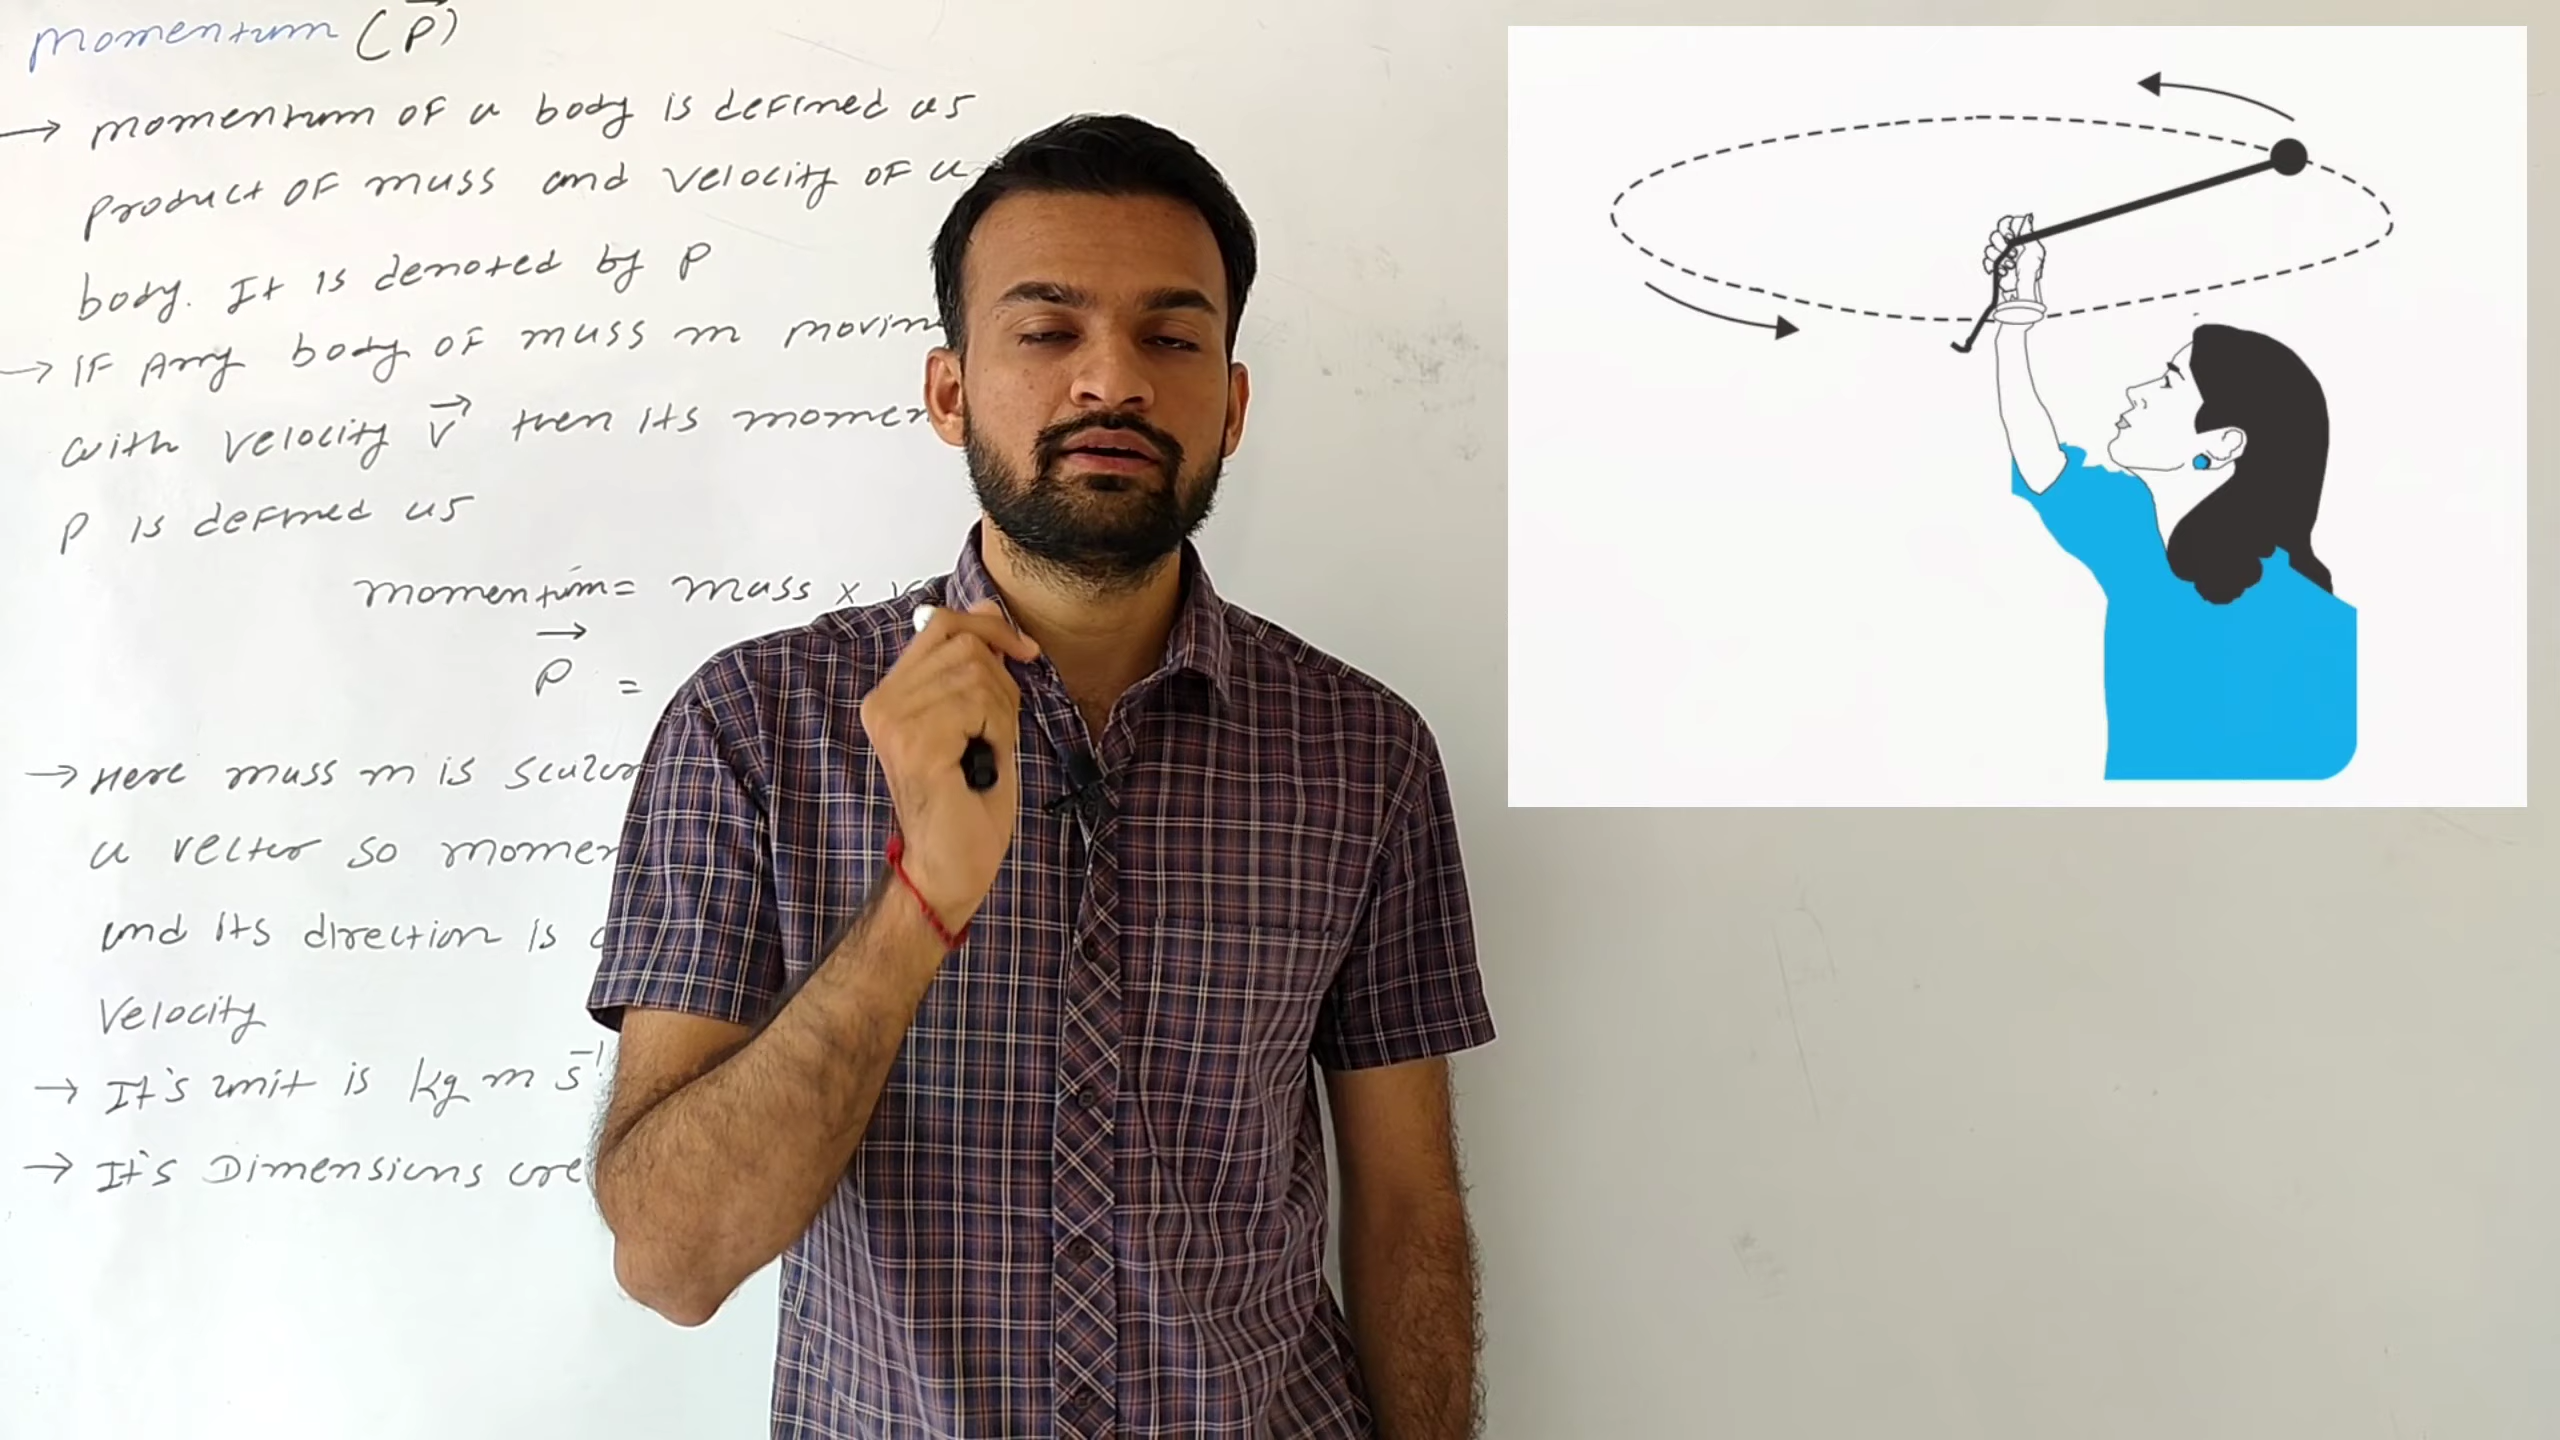 momentum (P⃗)
→ momentum of a body is defined as
product of mass and velocity of a
body. It is denoted by P
→ If Any body of mass m movin
with velocity v⃗ then its momen
P is defined as
momentum = mass x v
P⃗ =
→ Here mass m is scalar
a vector so momen
and its direction is
Velocity
→ It's unit is kg m s⁻¹
→ It's Dimensions are